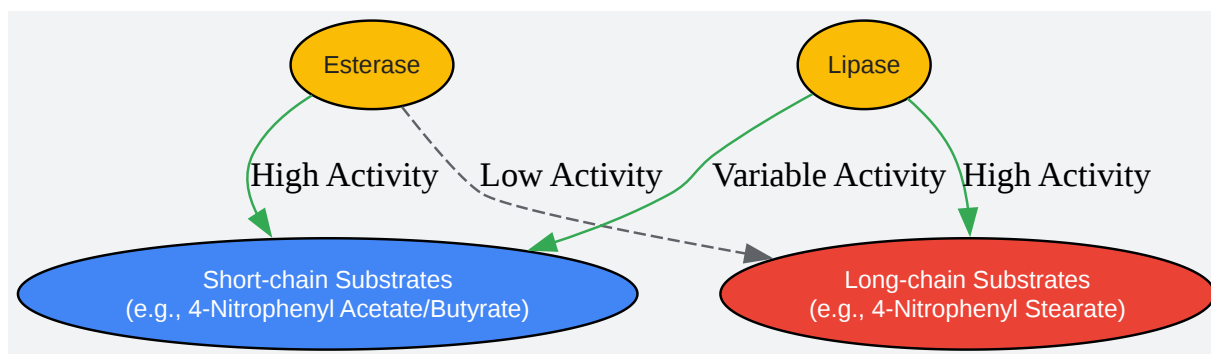 Esterase
Lipase
High Activity
Low Activity
Variable Activity
High Activity
Short-chain Substrates
(e.g., 4-Nitrophenyl Acetate/Butyrate)
Long-chain Substrates
(e.g., 4-Nitrophenyl Stearate)